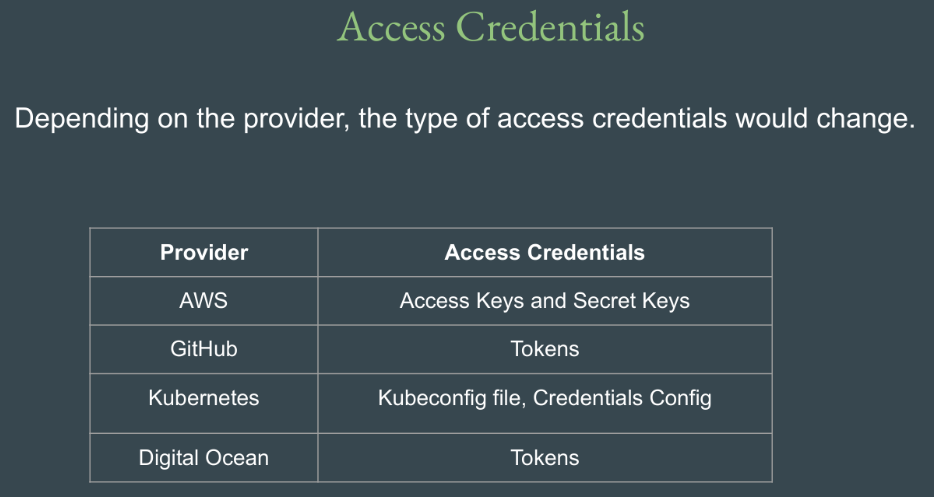 Access Credentials
Depending on the provider, the type of access credentials would change.
Provider Access Credentials
AWS Access Keys and Secret Keys
GitHub Tokens
Kubernetes Kubeconfig file, Credentials Config
Digital Ocean Tokens